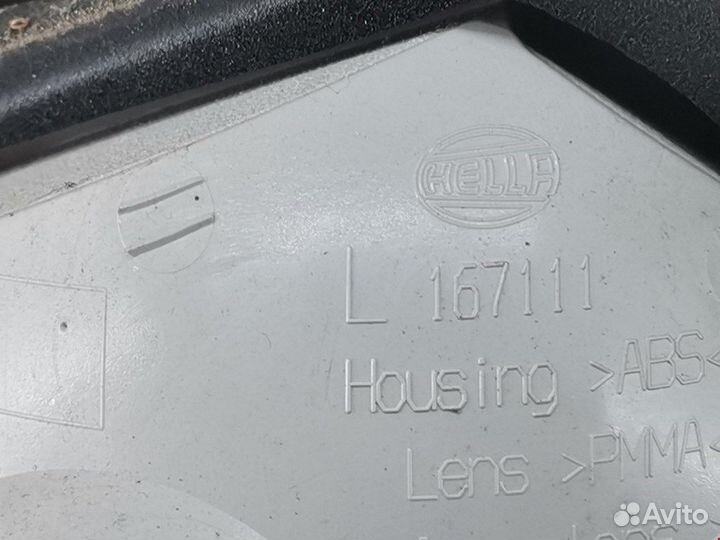 HELLA
L 167111
Housing >ABS<
Lens >PMMA<
Avito